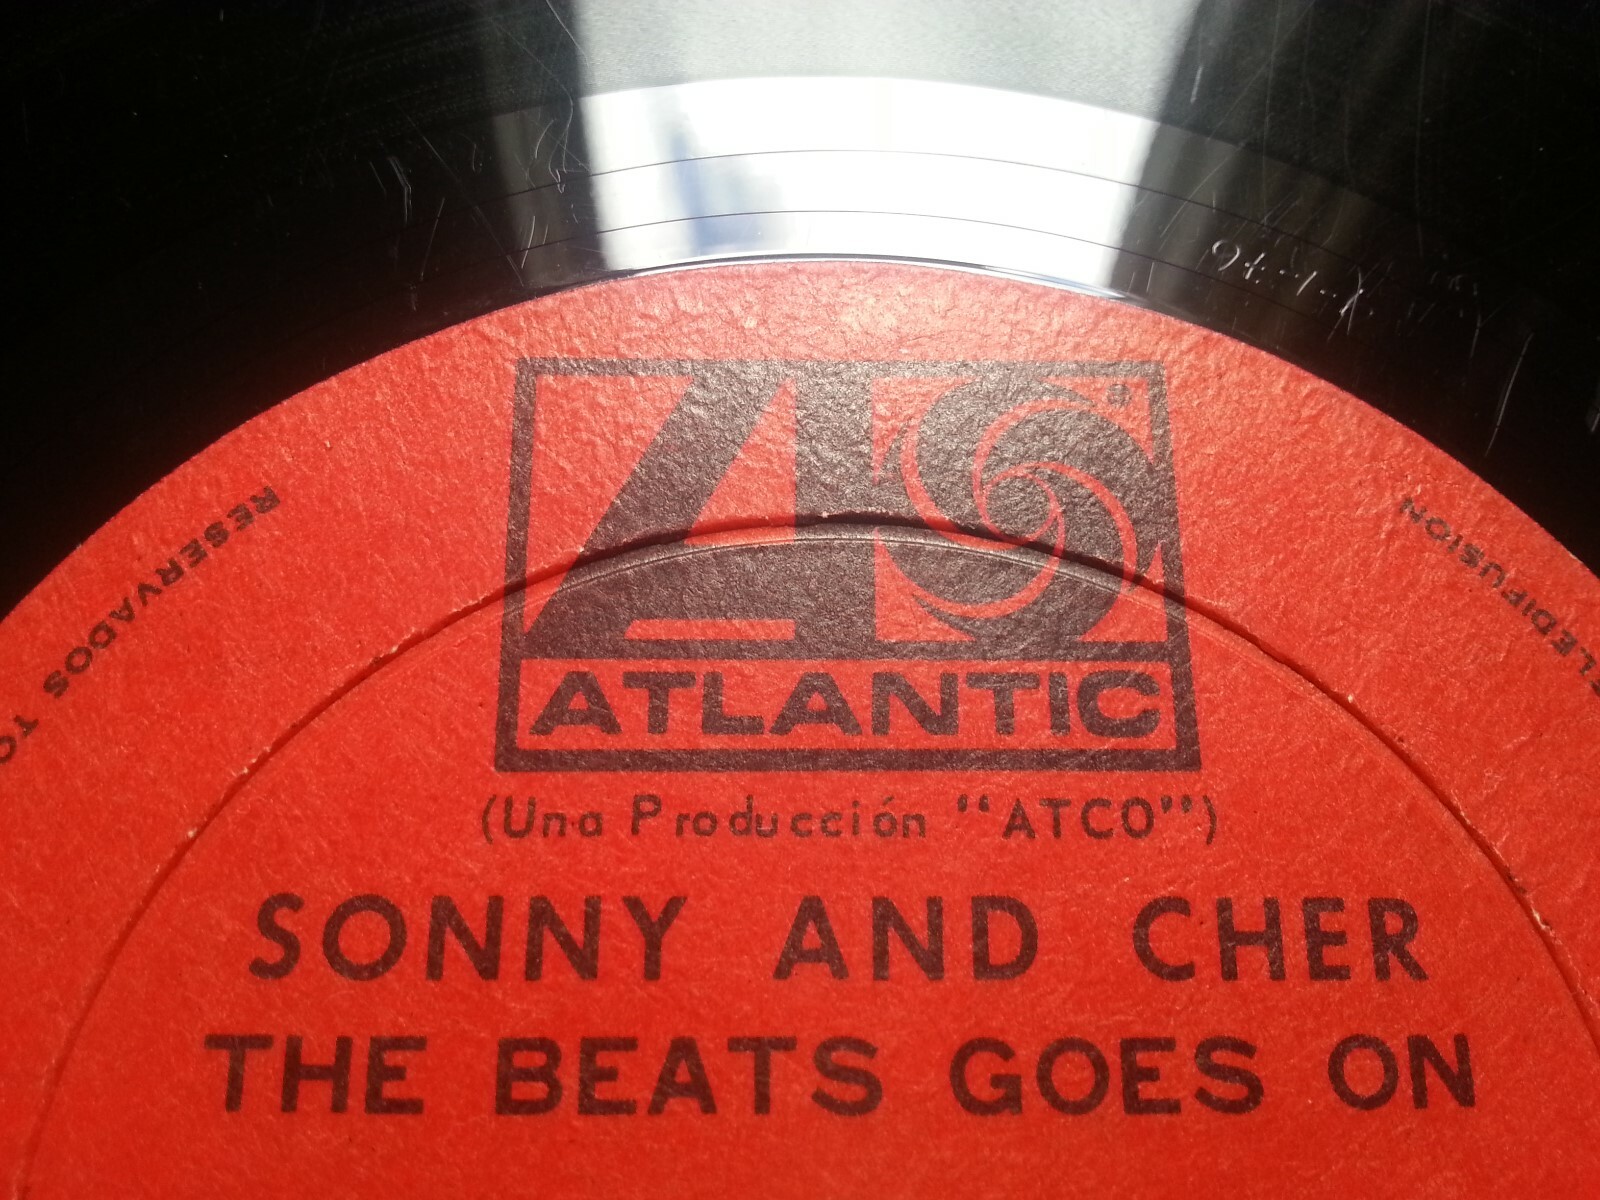 ATLANTIC
(Una Producción "ATCO")
SONNY AND CHER
THE BEATS GOES ON
RESERVADOS